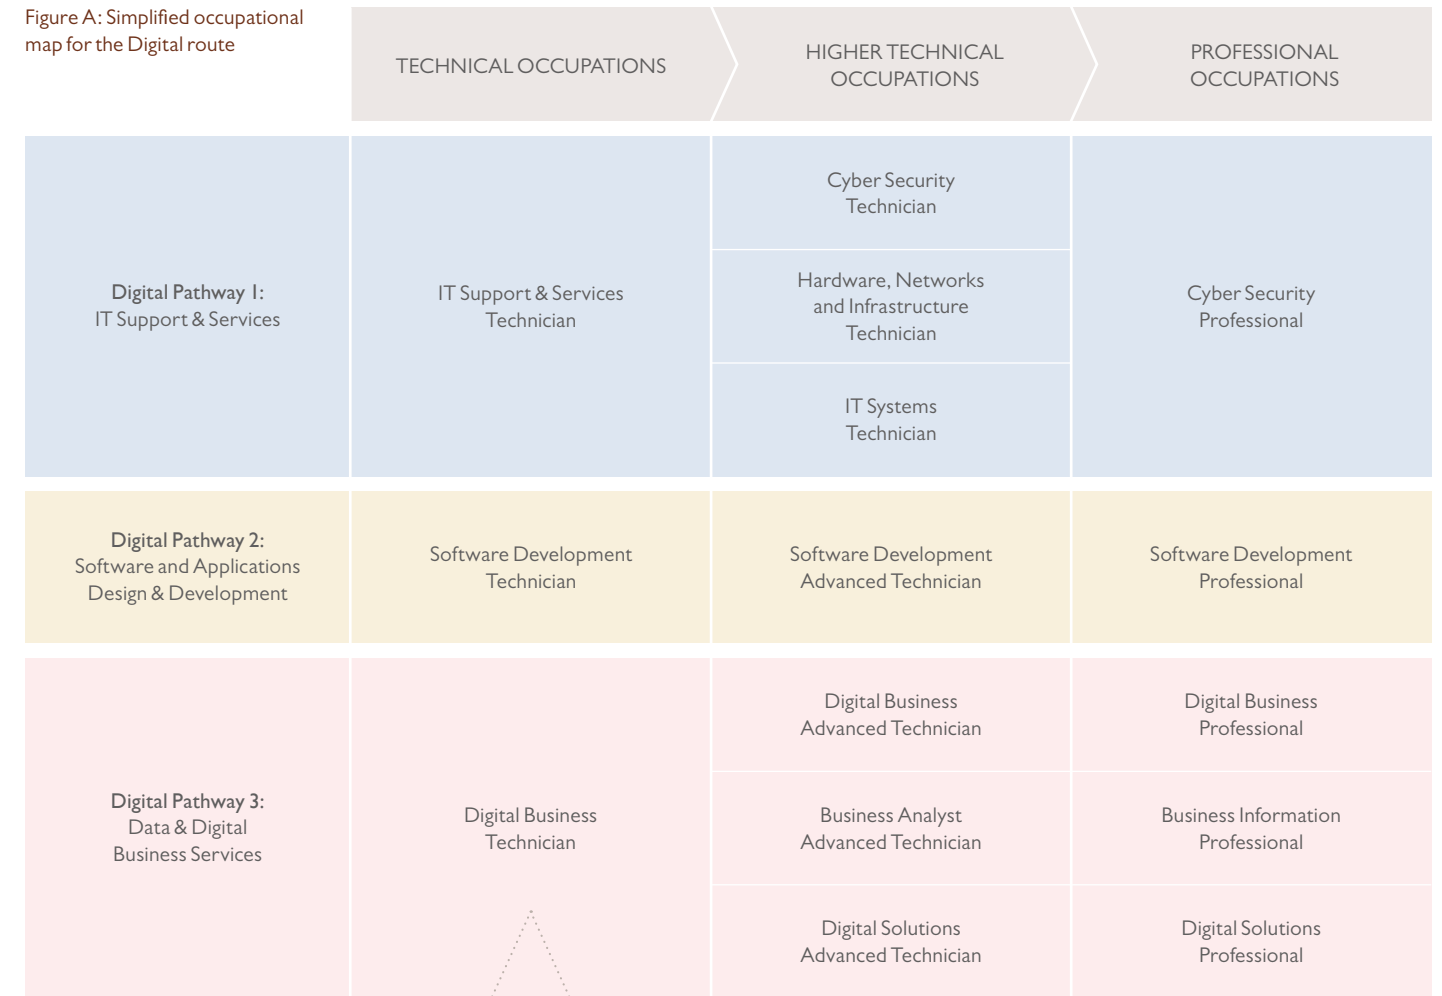 Figure A: Simplified occupational
map for the Digital route
TECHNICAL OCCUPATIONS
HIGHER TECHNICAL
OCCUPATIONS
PROFESSIONAL
OCCUPATIONS
Digital Pathway 1:
IT Support & Services
IT Support & Services
Technician
Cyber Security
Technician
Hardware, Networks
and Infrastructure
Technician
IT Systems
Technician
Cyber Security
Professional
Digital Pathway 2:
Software and Applications
Design & Development
Software Development
Technician
Software Development
Advanced Technician
Software Development
Professional
Digital Pathway 3:
Data & Digital
Business Services
Digital Business
Technician
Digital Business
Advanced Technician
Digital Business
Professional
Business Analyst
Advanced Technician
Business Information
Professional
Digital Solutions
Advanced Technician
Digital Solutions
Professional